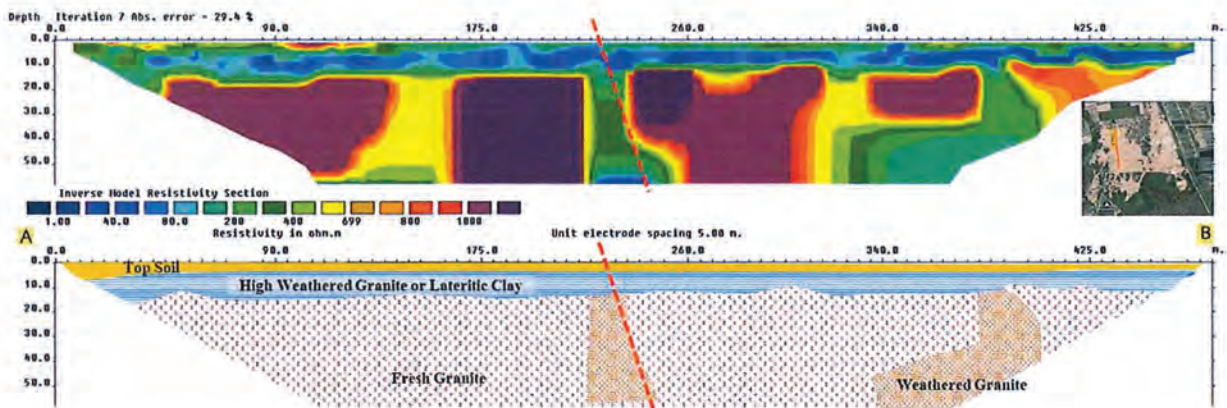 Depth Iteration 7 Abs. error - 29.4 %
0.0 90.0 175.0 260.0 340.0 425.0 m.
0.0
10.0
20.0
30.0
40.0
50.0
Inverse Model Resistivity Section
1.00 40.0 80.0 200 400 699 800 1000
Resistivity in ohm.m
Unit electrode spacing 5.00 m.
A
B
0.0 90.0 175.0 260.0 340.0 425.0 m.
0.0
10.0
20.0
30.0
40.0
50.0
Top Soil
High Weathered Granite or Lateritic Clay
Fresh Granite
Weathered Granite